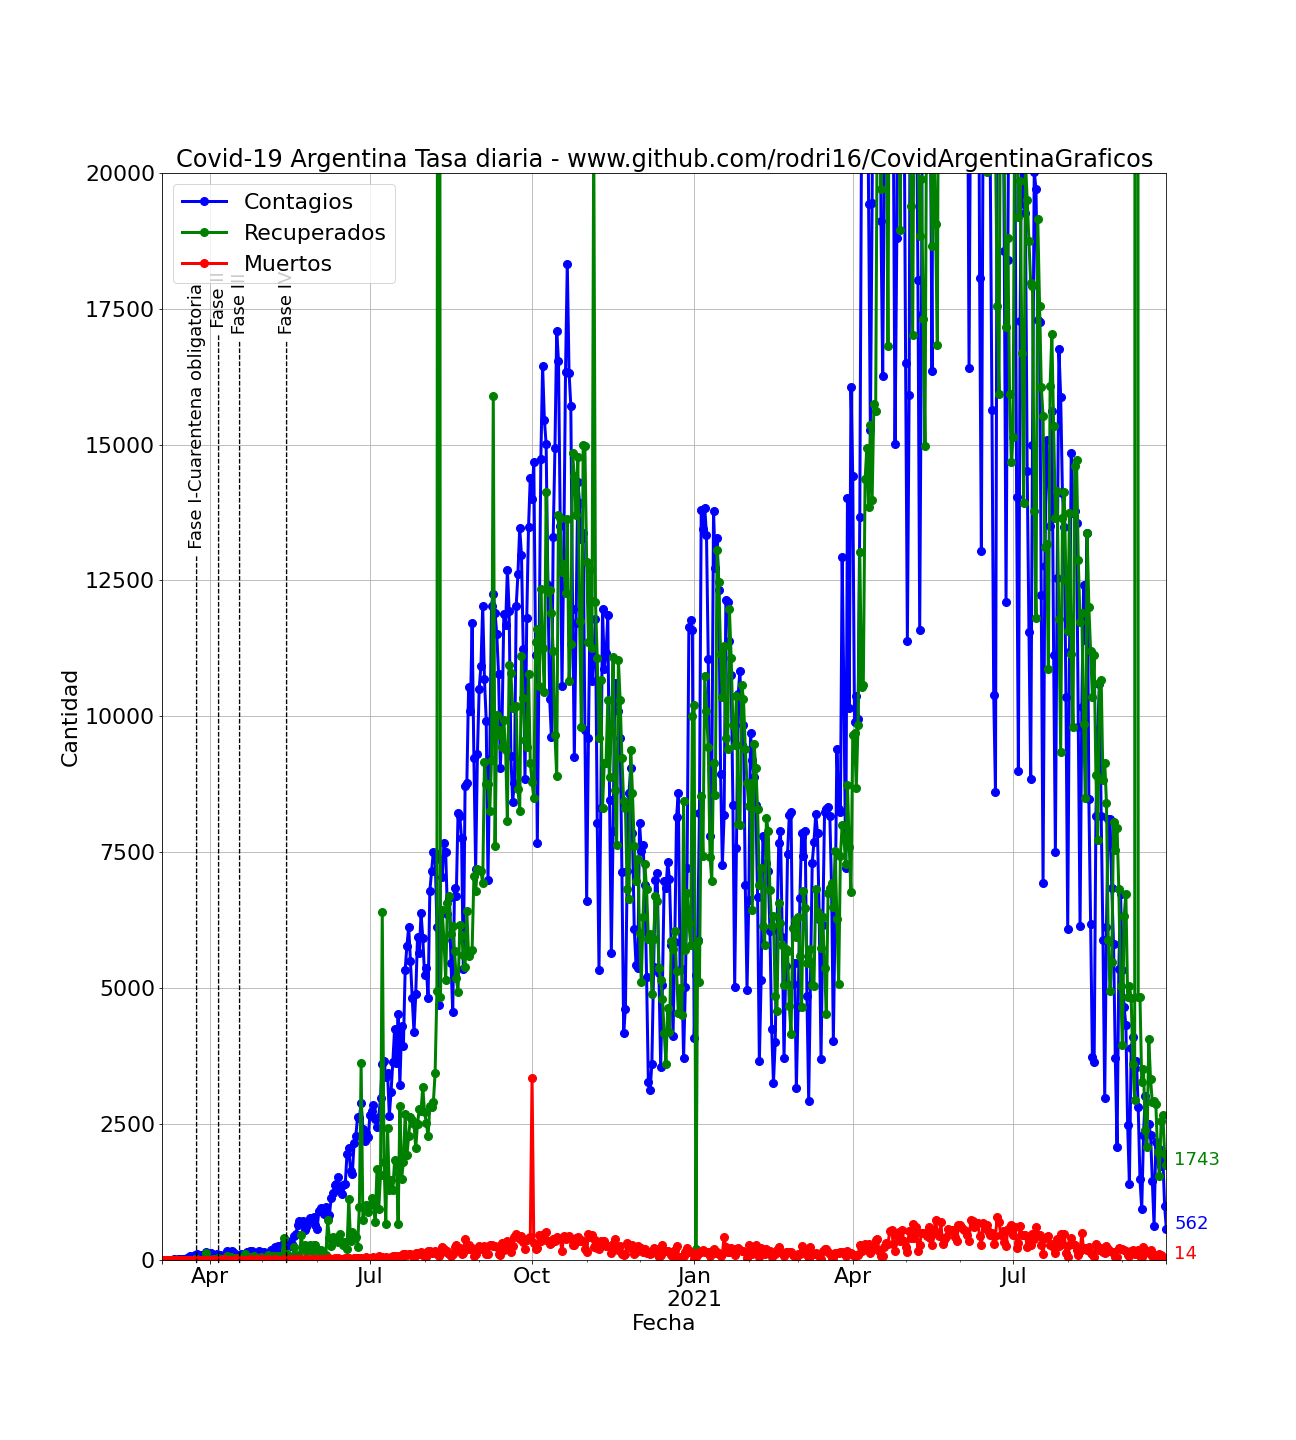 Covid-19 Argentina Tasa diaria - www.github.com/rodri16/CovidArgentinaGraficos
20000
17500
15000
12500
10000
7500
5000
2500
0
Cantidad
Contagios
Recuperados
Muertos
Fase I-Cuarentena obligatoria
Fase II
Fase III
Fase IV
1743
562
14
Apr
Jul
Oct
Jan
2021
Apr
Jul
Fecha